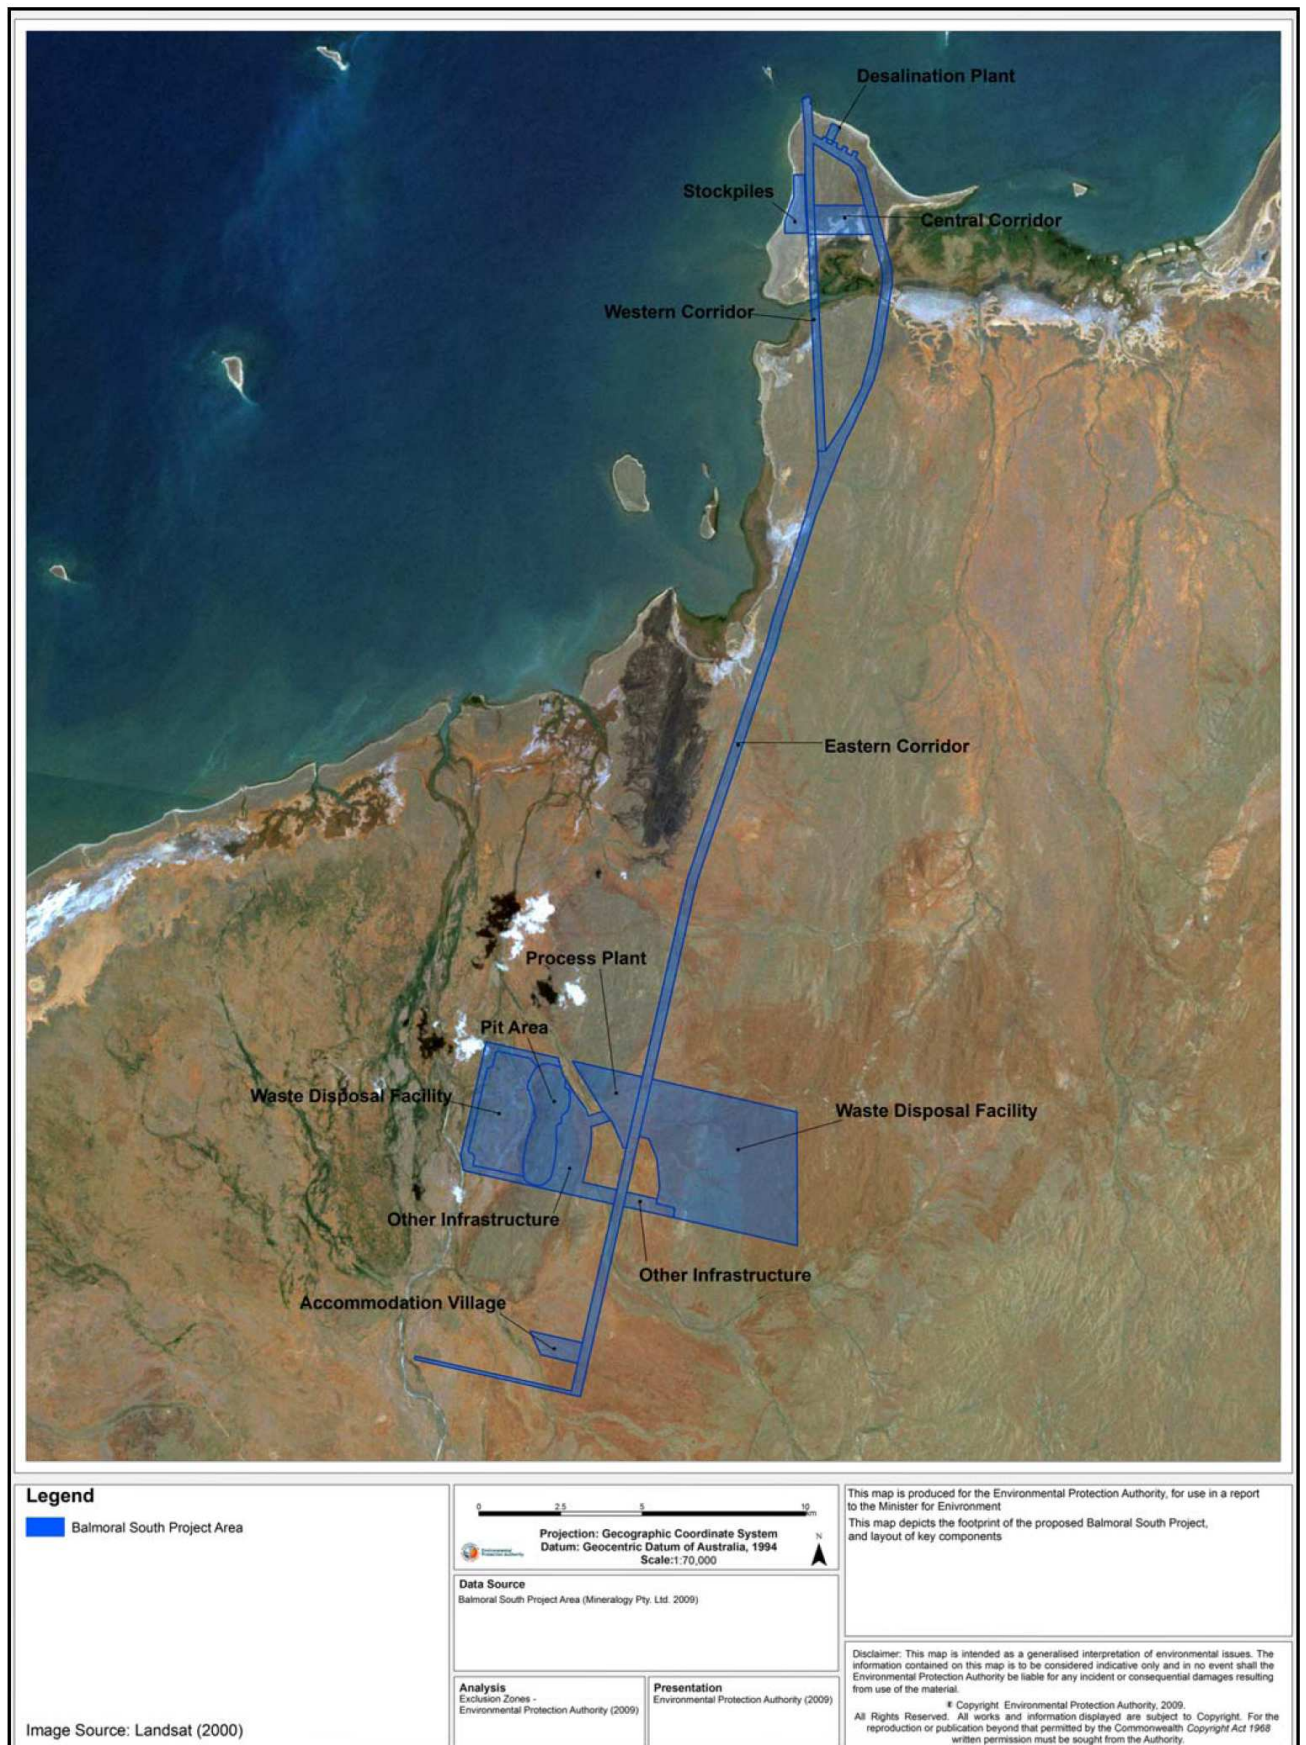 Desalination Plant
Stockpiles
Central Corridor
Western Corridor
Eastern Corridor
Process Plant
Pit Area
Waste Disposal Facility
Waste Disposal Facility
Other Infrastructure
Other Infrastructure
Accommodation Village
Legend
Balmoral South Project Area
Image Source: Landsat (2000)
0 2.5 5 10
km
Projection: Gecographic Coordinate System
Datum: Geocentric Datum of Australia, 1994
Scale:1:70,000
N
Environmental
Protection Authority
Data Source
Balmoral South Project Area (Mineralogy Pty. Ltd. 2009)
Analysis
Exclusion Zones -
Environmental Protection Authority (2009)
Presentation
Environmental Protection Authority (2009)
This map is produced for the Environmental Protection Authority, for use in a report
to the Minister for Enivronment
This map depicts the footprint of the proposed Balmoral South Project,
and layout of key components
Disclaimer: This map is intended as a generalised interpretation of environmental issues. The
information contained on this map is to be considered indicative only and in no event shall the
Environmental Protection Authority be liable for any incident or consequential damages resulting
from use of the material.
® Copyright Environmental Protection Authority, 2009.
All Rights Reserved. All works and information displayed are subject to Copyright. For the
reproduction or publication beyond that permitted by the Commonwealth Copyright Act 1968
written permission must be sought from the Authority.